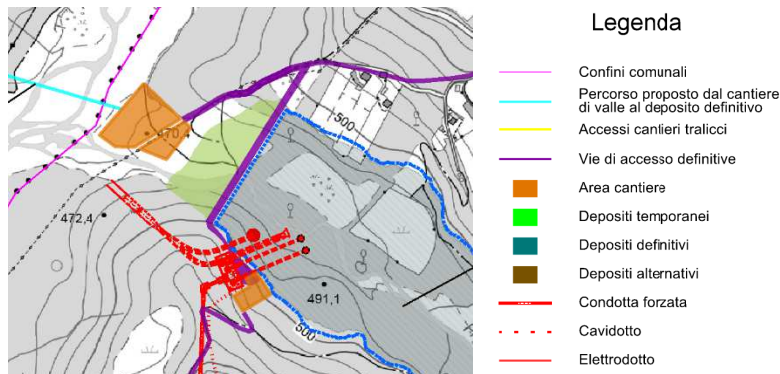 Legenda
Confini comunali
Percorso proposto dal cantiere
di valle al deposito definitivo
Accessi cantieri tralicci
Vie di accesso definitive
Area cantiere
Depositi temporanei
Depositi definitivi
Depositi alternativi
Condotta forzata
Cavidotto
Elettrodotto
500
472,4
491,1
500